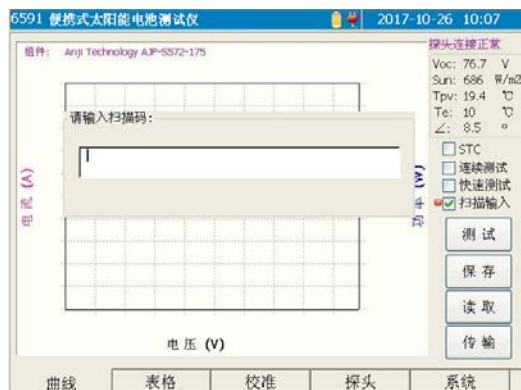 6591 便携式太阳能电池测试仪 2017-10-26 10:07
组件: Anji Technology AJP-S572-175
探头连接正常
Voc: 76.7 V
Sun: 686 W/m2
Tpv: 19.4 ℃
Te: 10 ℃
∠: 8.5 °
请输入扫描码:
STC
连续测试
快速测试
扫描输入
电流 (A)
功率 (W)
测 试
保 存
读 取
传 输
电 压 (V)
曲线 表格 校准 探头 系统